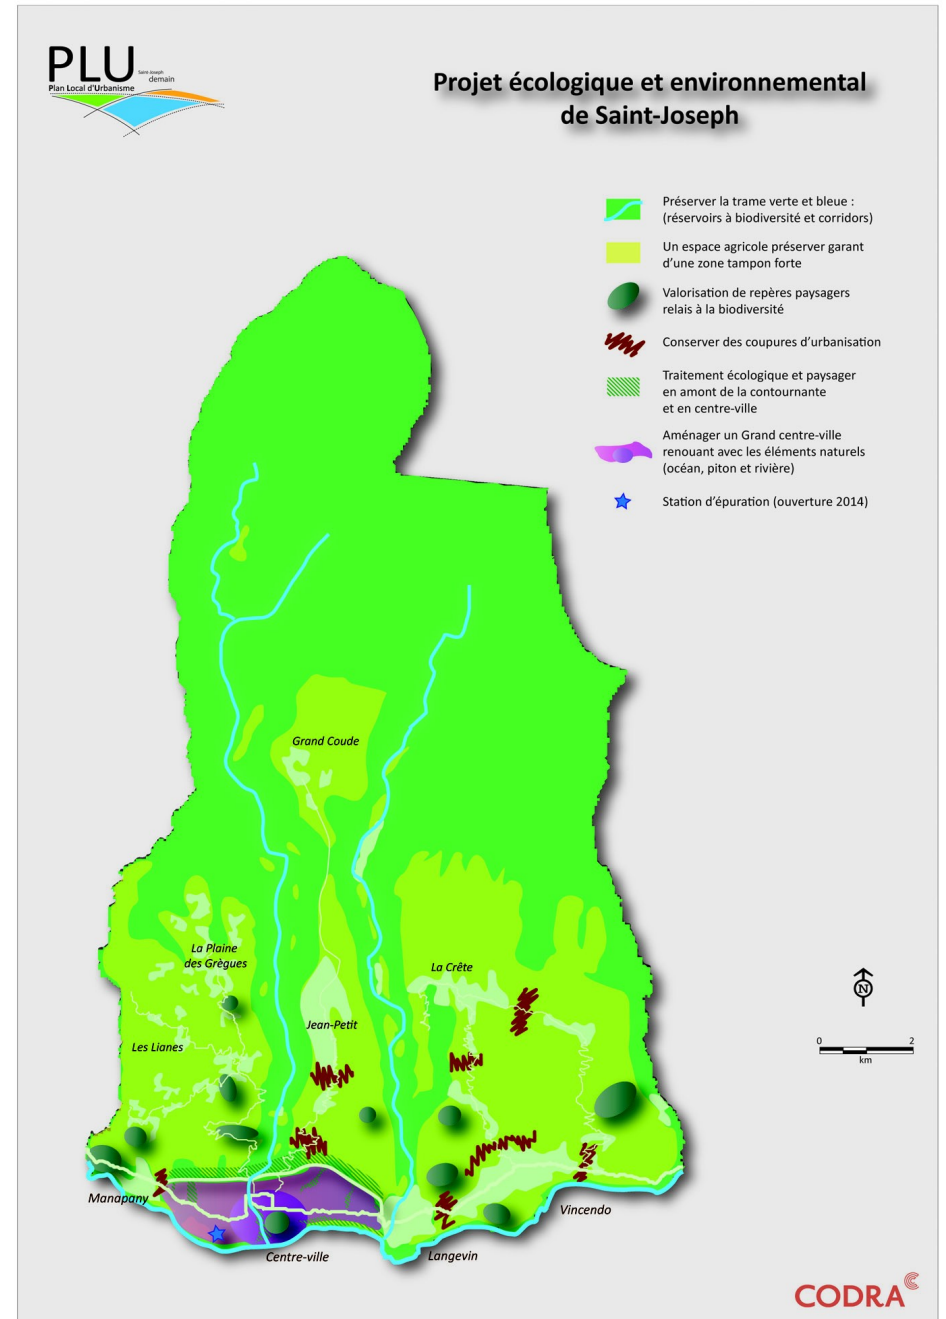 PLU
Saint-Joseph
demain
Plan Local d'Urbanisme
Projet écologique et environnemental
de Saint-Joseph
Préserver la trame verte et bleue :
(réservoirs à biodiversité et corridors)
Un espace agricole préserver garant
d'une zone tampon forte
Valorisation de repères paysagers
relais à la biodiversité
Conserver des coupures d'urbanisation
Traitement écologique et paysager
en amont de la contournante
et en centre-ville
Aménager un Grand centre-ville
renouant avec les éléments naturels
(océan, piton et rivière)
Station d'épuration (ouverture 2014)
Grand Coude
La Plaine
des Grègues
La Crête
Jean-Petit
Les Lianes
N
0 2
km
Manapany
Vincendo
Centre-ville
Langevin
CODRA